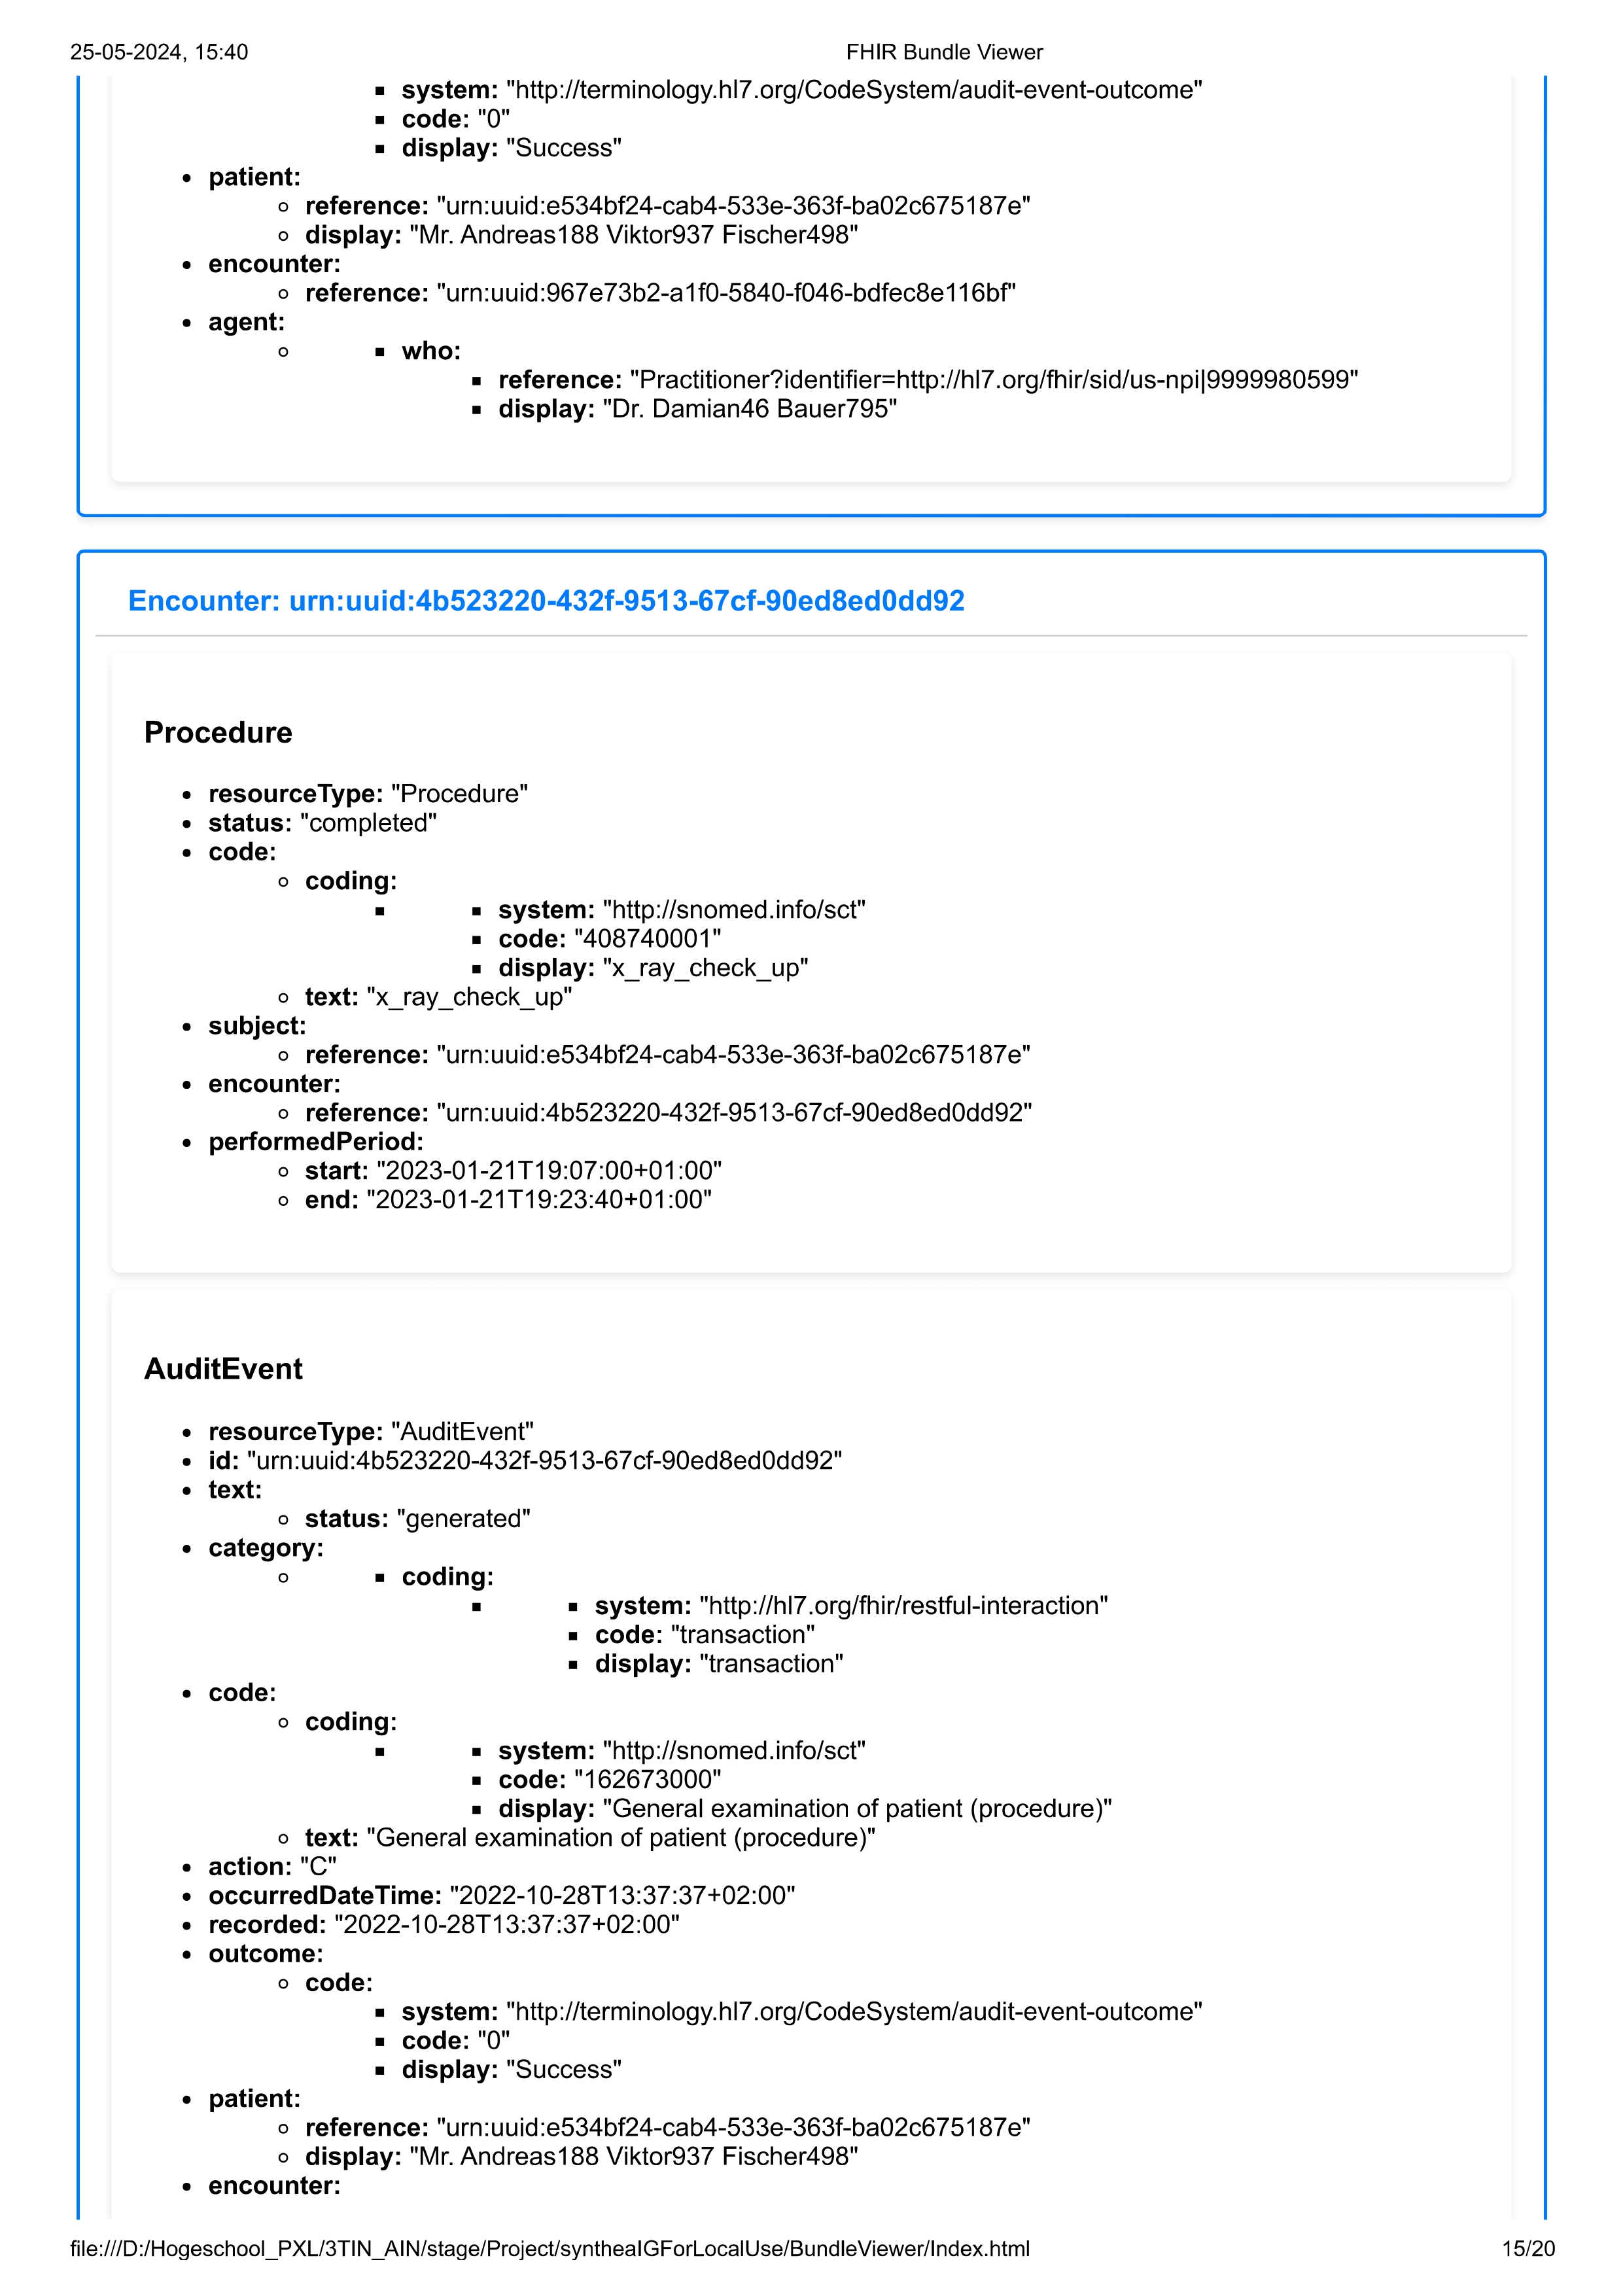 25-05-2024, 15:40 FHIR Bundle Viewer
system: "http://terminology.hl7.org/CodeSystem/audit-event-outcome"
code: "0"
display: "Success"
patient:
reference: "urn:uuid:e534bf24-cab4-533e-363f-ba02c675187e"
display: "Mr. Andreas188 Viktor937 Fischer498"
encounter:
reference: "urn:uuid:967e73b2-a1f0-5840-f046-bdfec8e116bf"
agent:
who:
reference: "Practitioner?identifier=http://hl7.org/fhir/sid/us-npi|9999980599"
display: "Dr. Damian46 Bauer795"
Encounter: urn:uuid:4b523220-432f-9513-67cf-90ed8ed0dd92
Procedure
resourceType: "Procedure"
status: "completed"
code:
coding:
system: "http://snomed.info/sct"
code: "408740001"
display: "x_ray_check_up"
text: "x_ray_check_up"
subject:
reference: "urn:uuid:e534bf24-cab4-533e-363f-ba02c675187e"
encounter:
reference: "urn:uuid:4b523220-432f-9513-67cf-90ed8ed0dd92"
performedPeriod:
start: "2023-01-21T19:07:00+01:00"
end: "2023-01-21T19:23:40+01:00"
AuditEvent
resourceType: "AuditEvent"
id: "urn:uuid:4b523220-432f-9513-67cf-90ed8ed0dd92"
text:
status: "generated"
category:
coding:
system: "http://hl7.org/fhir/restful-interaction"
code: "transaction"
display: "transaction"
code:
coding:
system: "http://snomed.info/sct"
code: "162673000"
display: "General examination of patient (procedure)"
text: "General examination of patient (procedure)"
action: "C"
occurredDateTime: "2022-10-28T13:37:37+02:00"
recorded: "2022-10-28T13:37:37+02:00"
outcome:
code:
system: "http://terminology.hl7.org/CodeSystem/audit-event-outcome"
code: "0"
display: "Success"
patient:
reference: "urn:uuid:e534bf24-cab4-533e-363f-ba02c675187e"
display: "Mr. Andreas188 Viktor937 Fischer498"
encounter:
file:///D:/Hogeschool_PXL/3TIN_AIN/stage/Project/syntheaIGForLocalUse/BundleViewer/Index.html 15/20